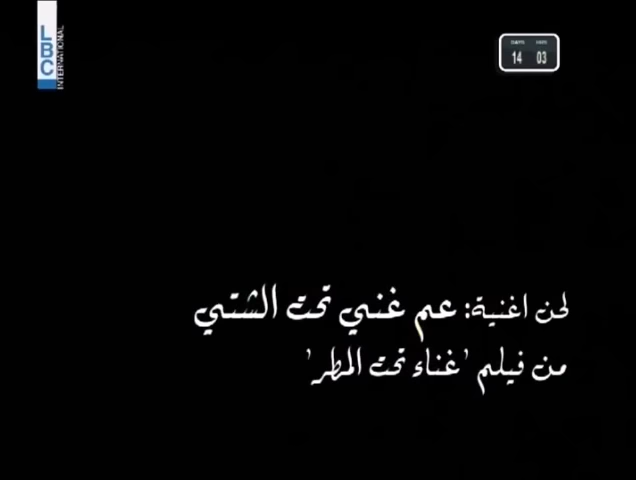 LBC
INTERNATIONAL
14 03
لحن اغنية: عم غني تحت الشتي
من فيلم 'غناء تحت المطر'